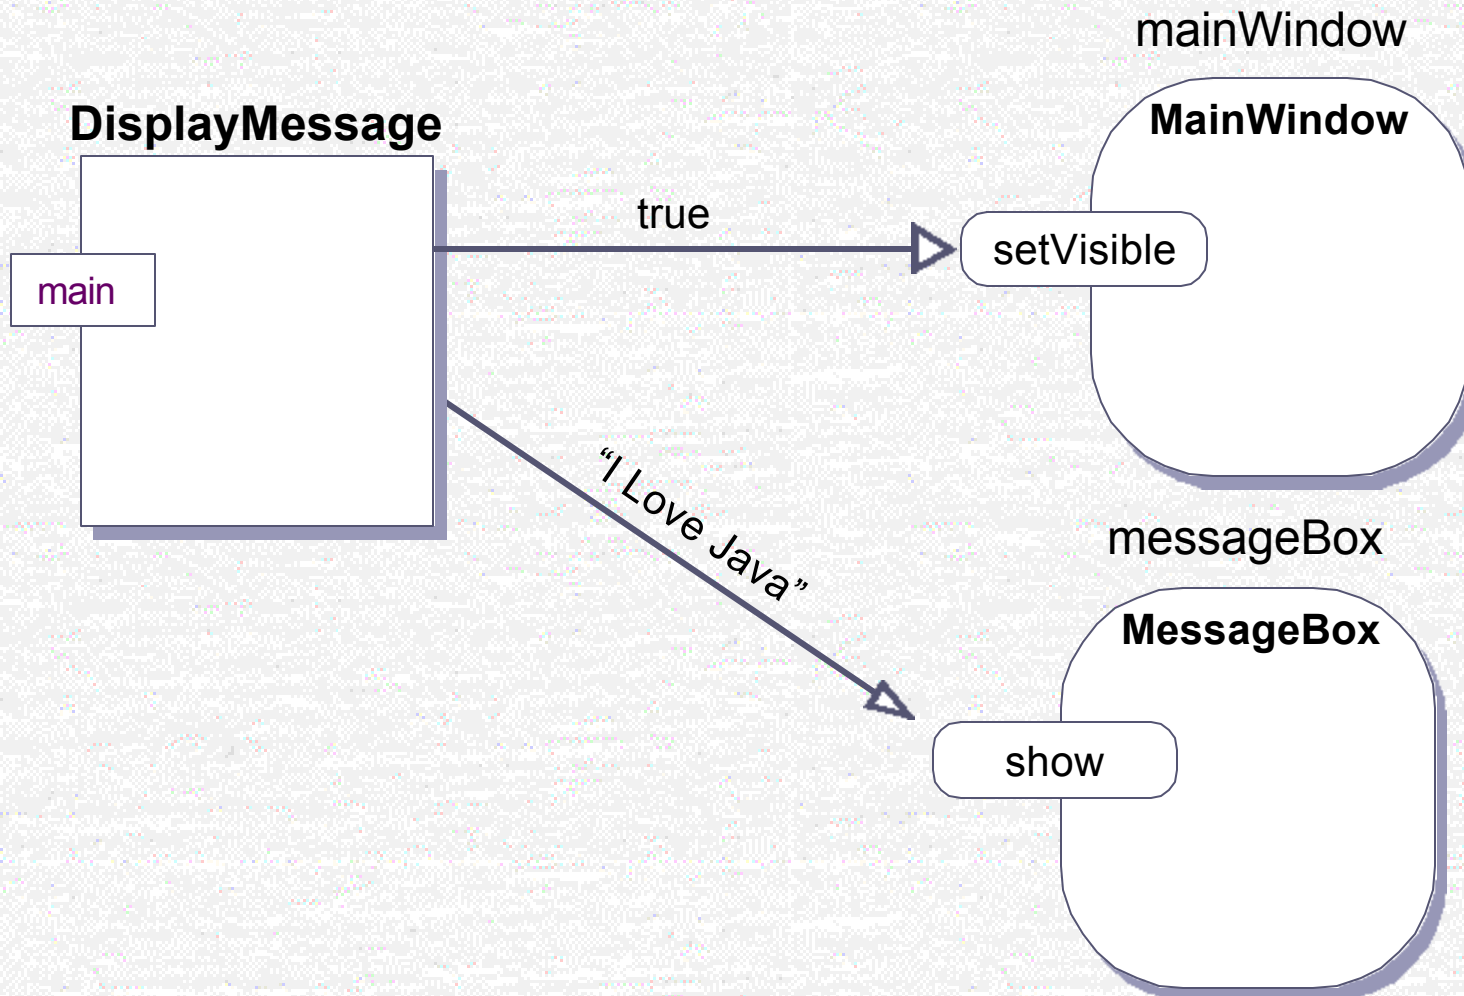 mainWindow
DisplayMessage
MainWindow
true
setVisible
main
“I Love Java”
messageBox
MessageBox
show